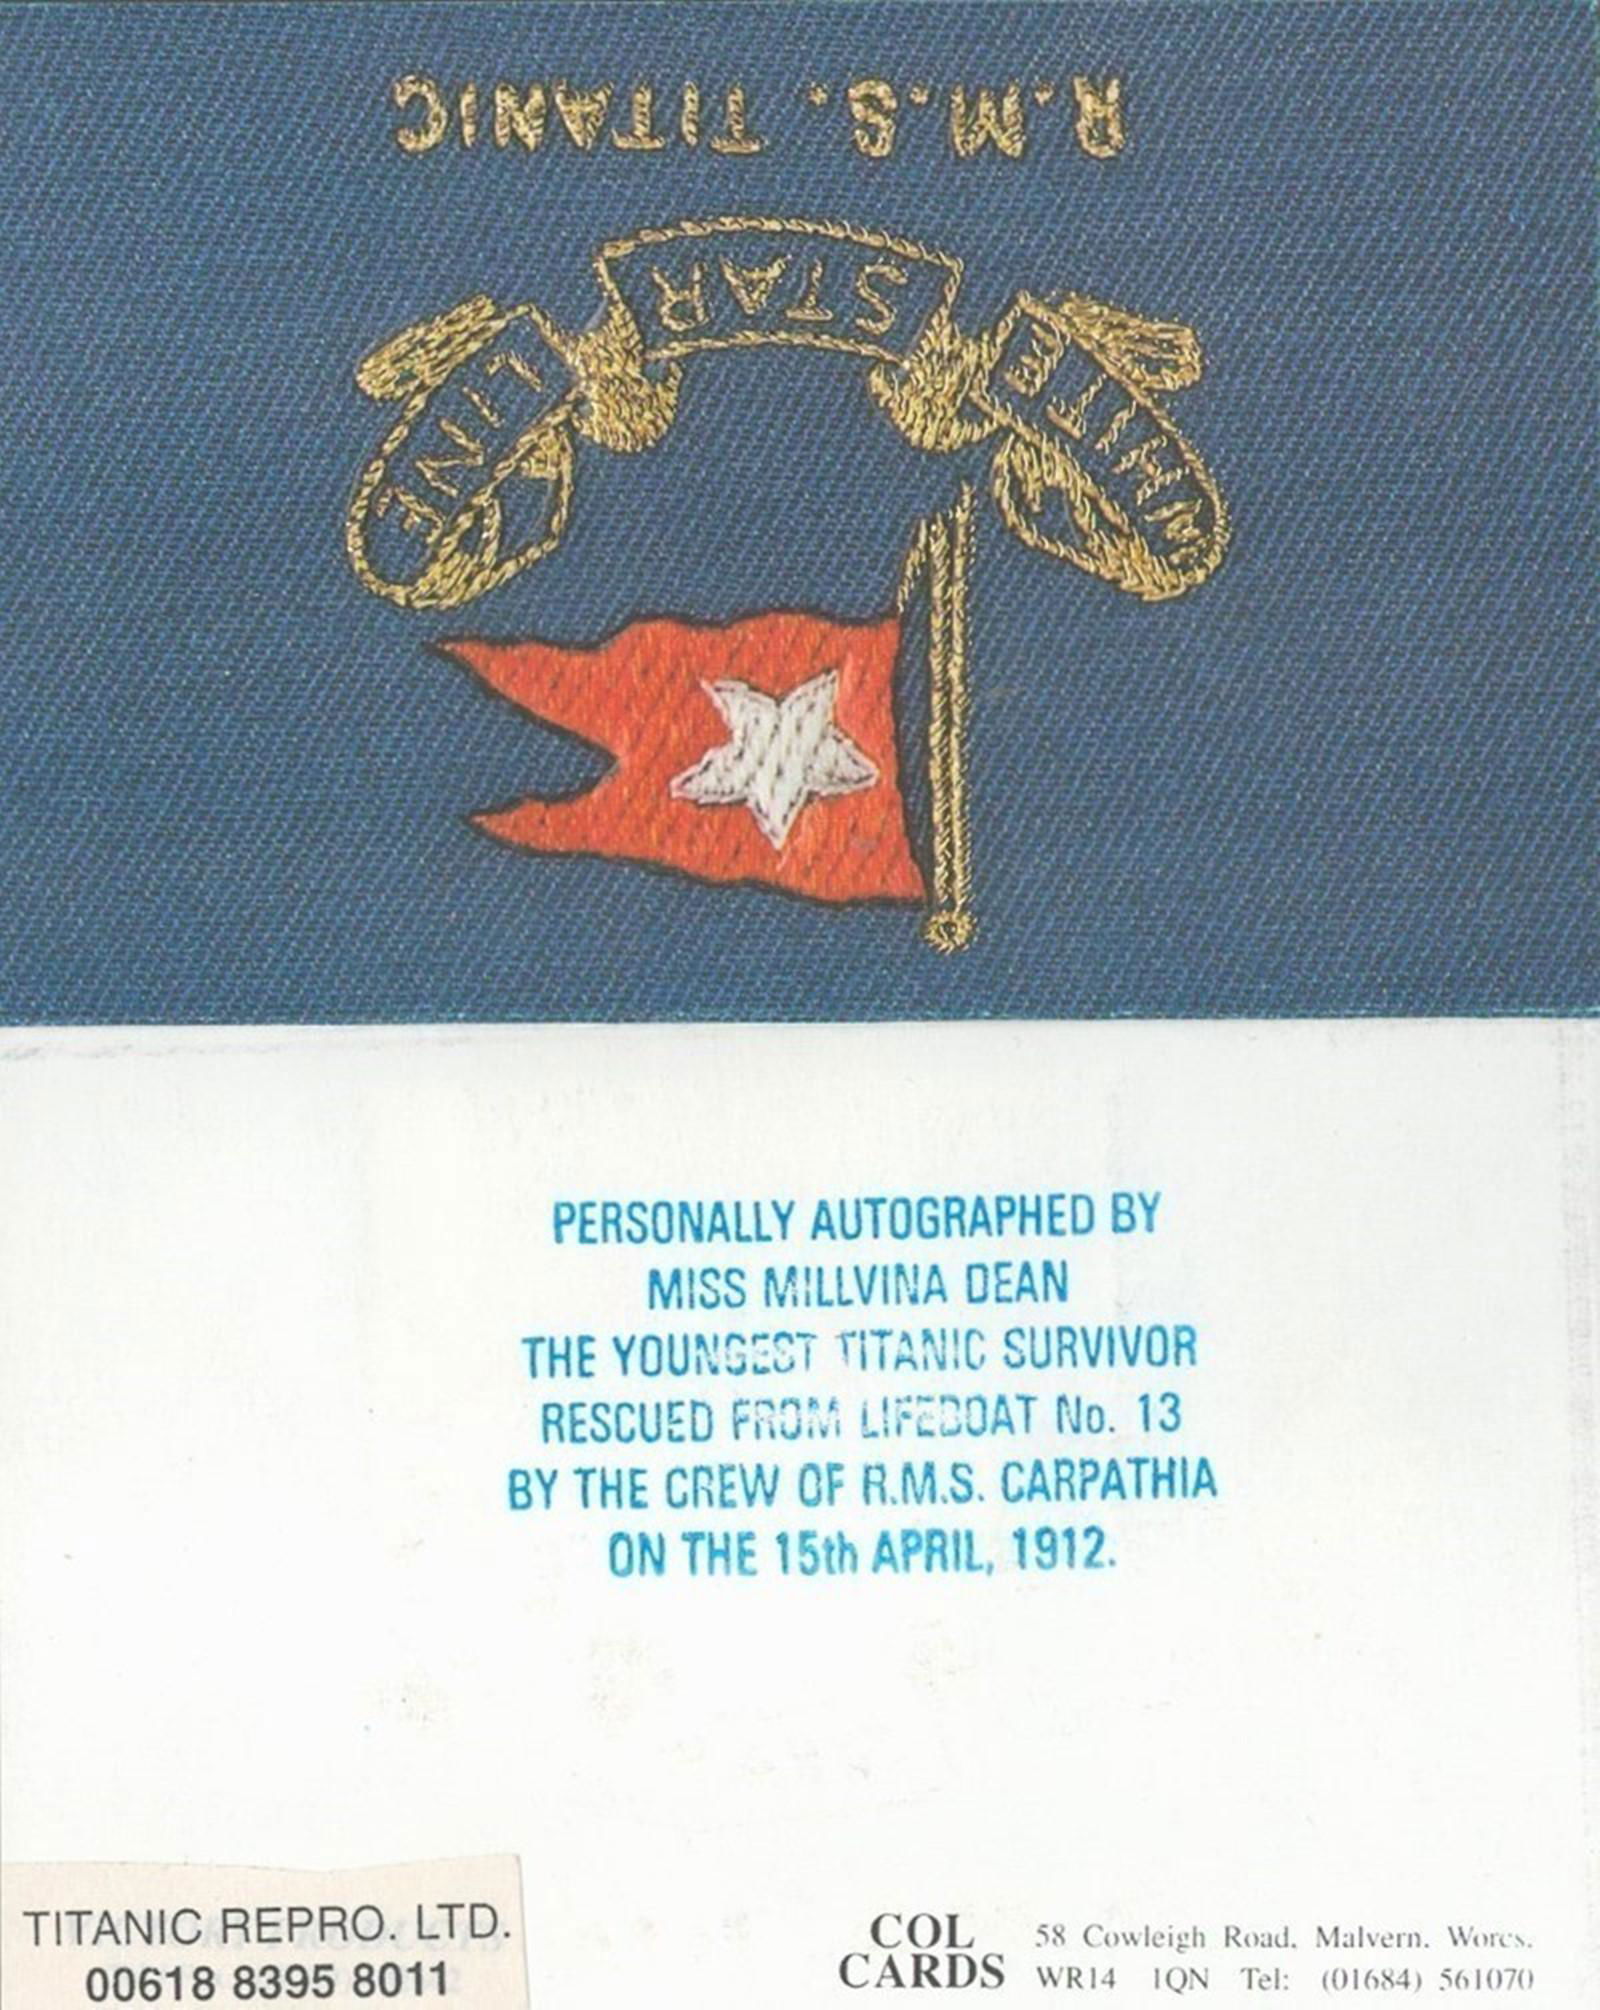 R.M.S. TITANIC
WHITE STAR LINE
PERSONALLY AUTOGRAPHED BY
MISS MILLVINA DEAN
THE YOUNGEST TITANIC SURVIVOR
RESCUED FROM LIFEBOAT No. 13
BY THE CREW OF R.M.S. CARPATHIA
ON THE 15th APRIL, 1912.
TITANIC REPRO. LTD.
00618 8395 8011
COL
CARDS
58 Cowleigh Road, Malvern. Worcs.
WR14 1QN Tel: (01684) 561070